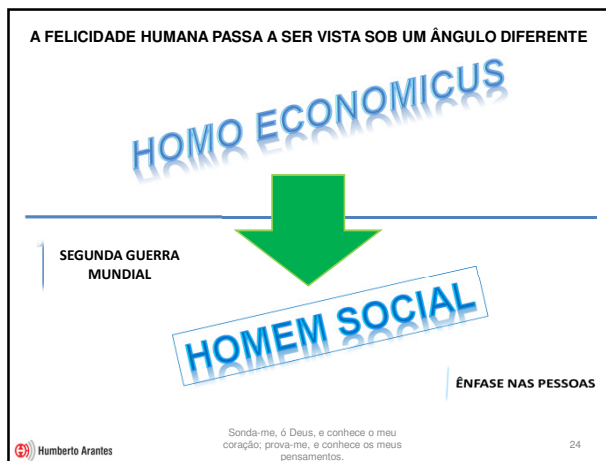 A FELICIDADE HUMANA PASSA A SER VISTA SOB UM ÂNGULO DIFERENTE
HOMO ECONOMICUS
SEGUNDA GUERRA
MUNDIAL
HOMEM SOCIAL
ÊNFASE NAS PESSOAS
Humberto Arantes
Sonda-me, ó Deus, e conhece o meu
coração; prova-me, e conhece os meus
pensamentos.
24